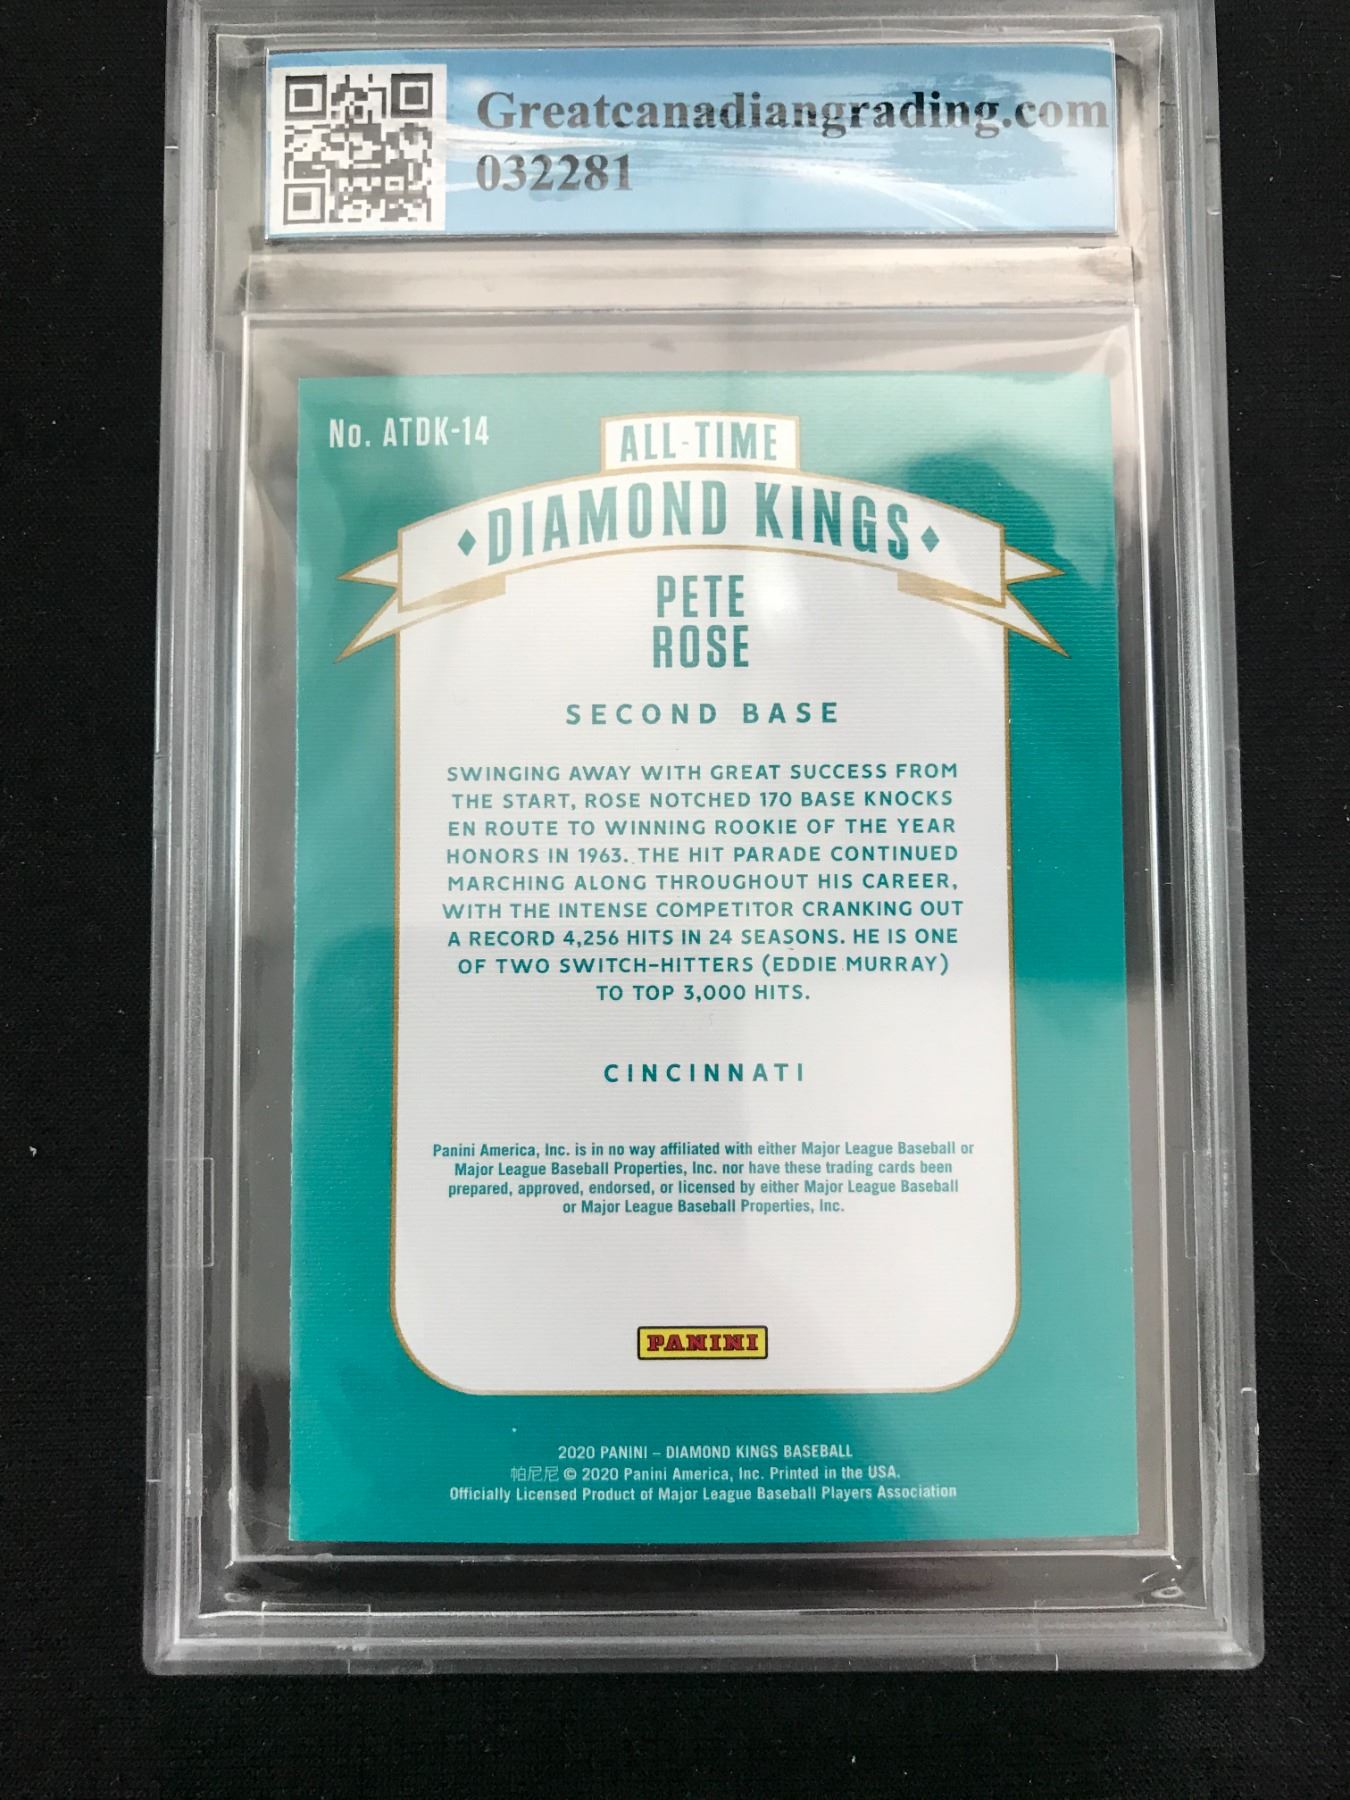 Greatcanadiangrading.com
032281
No. ATDK-14
ALL-TIME
DIAMOND KINGS
PETE
ROSE
SECOND BASE
SWINGING AWAY WITH GREAT SUCCESS FROM
THE START, ROSE NOTCHED 170 BASE KNOCKS
EN ROUTE TO WINNING ROOKIE OF THE YEAR
HONORS IN 1963. THE HIT PARADE CONTINUED
MARCHING ALONG THROUGHOUT HIS CAREER,
WITH THE INTENSE COMPETITOR CRANKING OUT
A RECORD 4,256 HITS IN 24 SEASONS. HE IS ONE
OF TWO SWITCH-HITTERS (EDDIE MURRAY)
TO TOP 3,000 HITS.
CINCINNATI
Panini America, Inc. is in no way affiliated with either Major League Baseball or
Major League Baseball Properties, Inc. nor have these trading cards been
prepared, approved, endorsed, or licensed by either Major League Baseball
or Major League Baseball Properties, Inc.
PANINI
2020 PANINI – DIAMOND KINGS BASEBALL
帕尼尼 © 2020 Panini America, Inc. Printed in the USA.
Officially Licensed Product of Major League Baseball Players Association